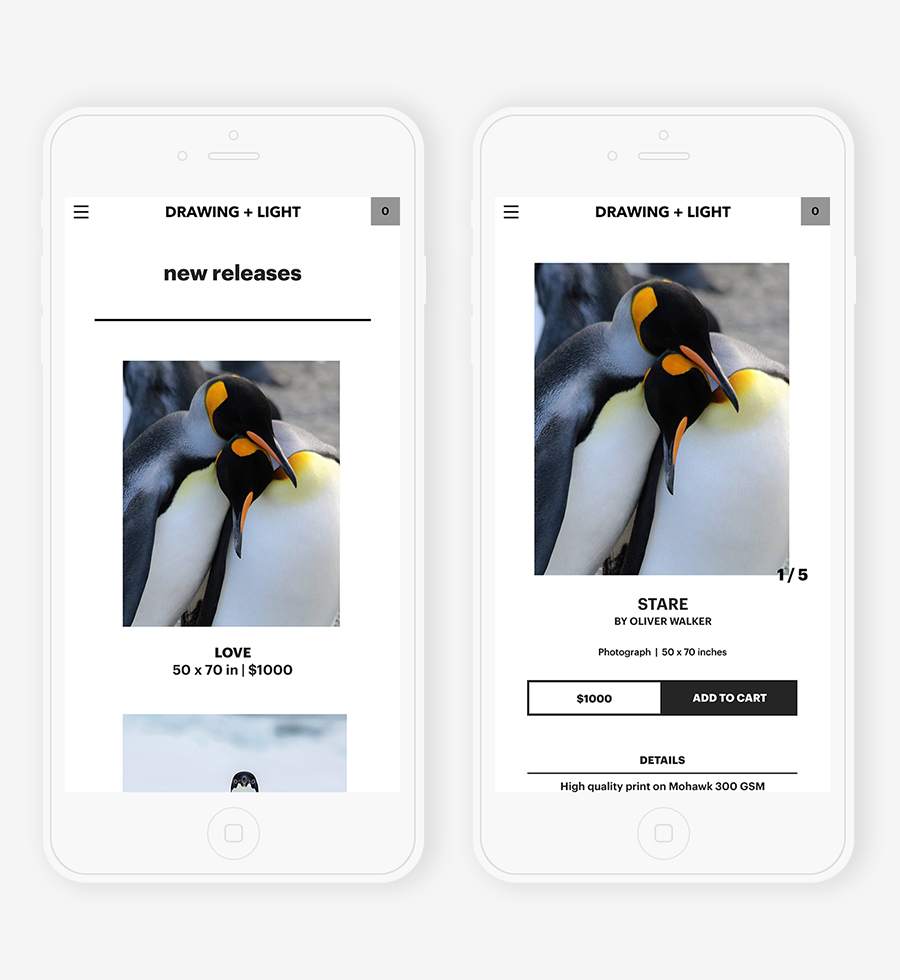 DRAWING + LIGHT
0
new releases
LOVE
50 x 70 in | $1000
DRAWING + LIGHT
0
1 / 5
STARE
BY OLIVER WALKER
Photograph | 50 x 70 inches
$1000
ADD TO CART
DETAILS
High quality print on Mohawk 300 GSM